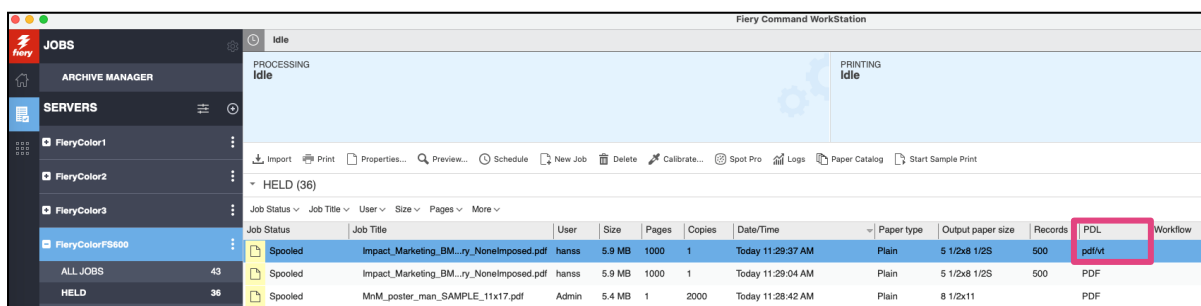 Fiery Command WorkStation
fiery
JOBS
Idle
ARCHIVE MANAGER
PROCESSING
Idle
PRINTING
Idle
SERVERS
FieryColor1
FieryColor2
FieryColor3
FieryColorFS600
ALL JOBS 43
HELD 36
Import Print Properties... Preview... Schedule New Job Delete Calibrate... Spot Pro Logs Paper Catalog Start Sample Print
HELD (36)
Job Status Job Title User Size Pages More
Job Status Job Title User Size Pages Copies Date/Time Paper type Output paper size Records PDL Workflow
Spooled Impact_Marketing_BM...ry_NoneImposed.pdf hanss 5.9 MB 1000 1 Today 11:29:37 AM Plain 5 1/2x8 1/2S 500 pdf/vt
Spooled Impact_Marketing_BM...ry_NoneImposed.pdf hanss 5.9 MB 1000 1 Today 11:29:04 AM Plain 5 1/2x8 1/2S 500 PDF
Spooled MnM_poster_man_SAMPLE_11x17.pdf Admin 5.4 MB 1 2000 Today 11:28:42 AM Plain 8 1/2x11 PDF